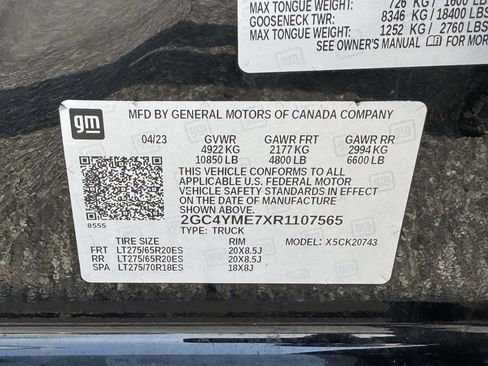 MAX TONGUE WEIGHT: 726 KG / 1600 LBS
GOOSENECK TWR: 8346 KG / 18400 LBS
MAX TONGUE WEIGHT: 1252 KG / 2760 LBS
SEE OWNER'S MANUAL FOR MORE
gm
MFD BY GENERAL MOTORS OF CANADA COMPANY
04/23 GVWR GAWR FRT GAWR RR
4922 KG 2177 KG 2994 KG
10850 LB 4800 LB 6600 LB
THIS VEHICLE CONFORMS TO ALL
APPLICABLE U.S. FEDERAL MOTOR
VEHICLE SAFETY STANDARDS IN EFFECT
ON THE DATE OF MANUFACTURE
SHOWN ABOVE.
2GC4YME7XR1107565
B555
TYPE: TRUCK
TIRE SIZE RIM MODEL: X5CK20743
FRT LT275/65R20ES 20X8.5J
RR LT275/65R20ES 20X8.5J
SPA LT275/70R18ES 18X8J